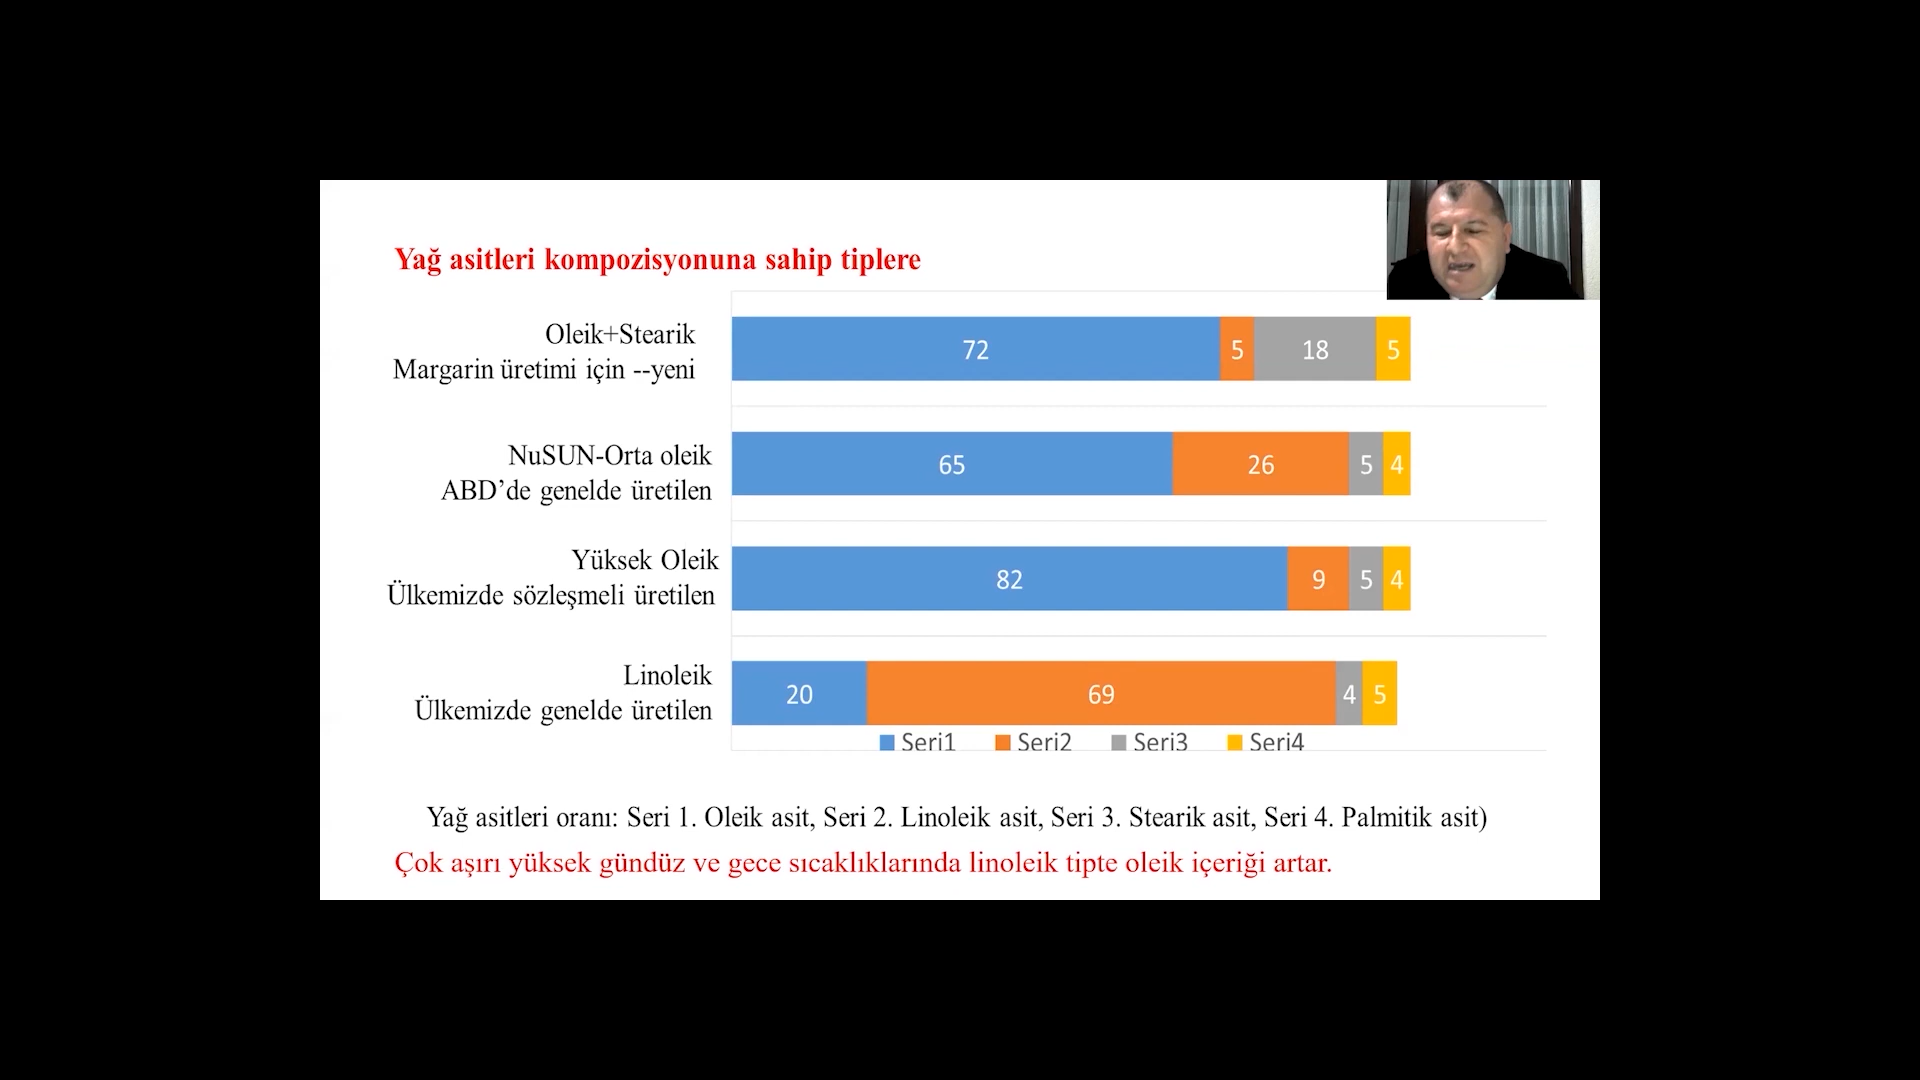 Yağ asitleri kompozisyonuna sahip tiplere
Oleik+Stearik
Margarin üretimi için --yeni
72 5 18 5
NuSUN-Orta oleik
ABD’de genelde üretilen
65 26 5 4
Yüksek Oleik
Ülkemizde sözleşmeli üretilen
82 9 5 4
Linoleik
Ülkemizde genelde üretilen
20 69 4 5
Seri1 Seri2 Seri3 Seri4
Yağ asitleri oranı: Seri 1. Oleik asit, Seri 2. Linoleik asit, Seri 3. Stearik asit, Seri 4. Palmitik asit)
Çok aşırı yüksek gündüz ve gece sıcaklıklarında linoleik tipte oleik içeriği artar.